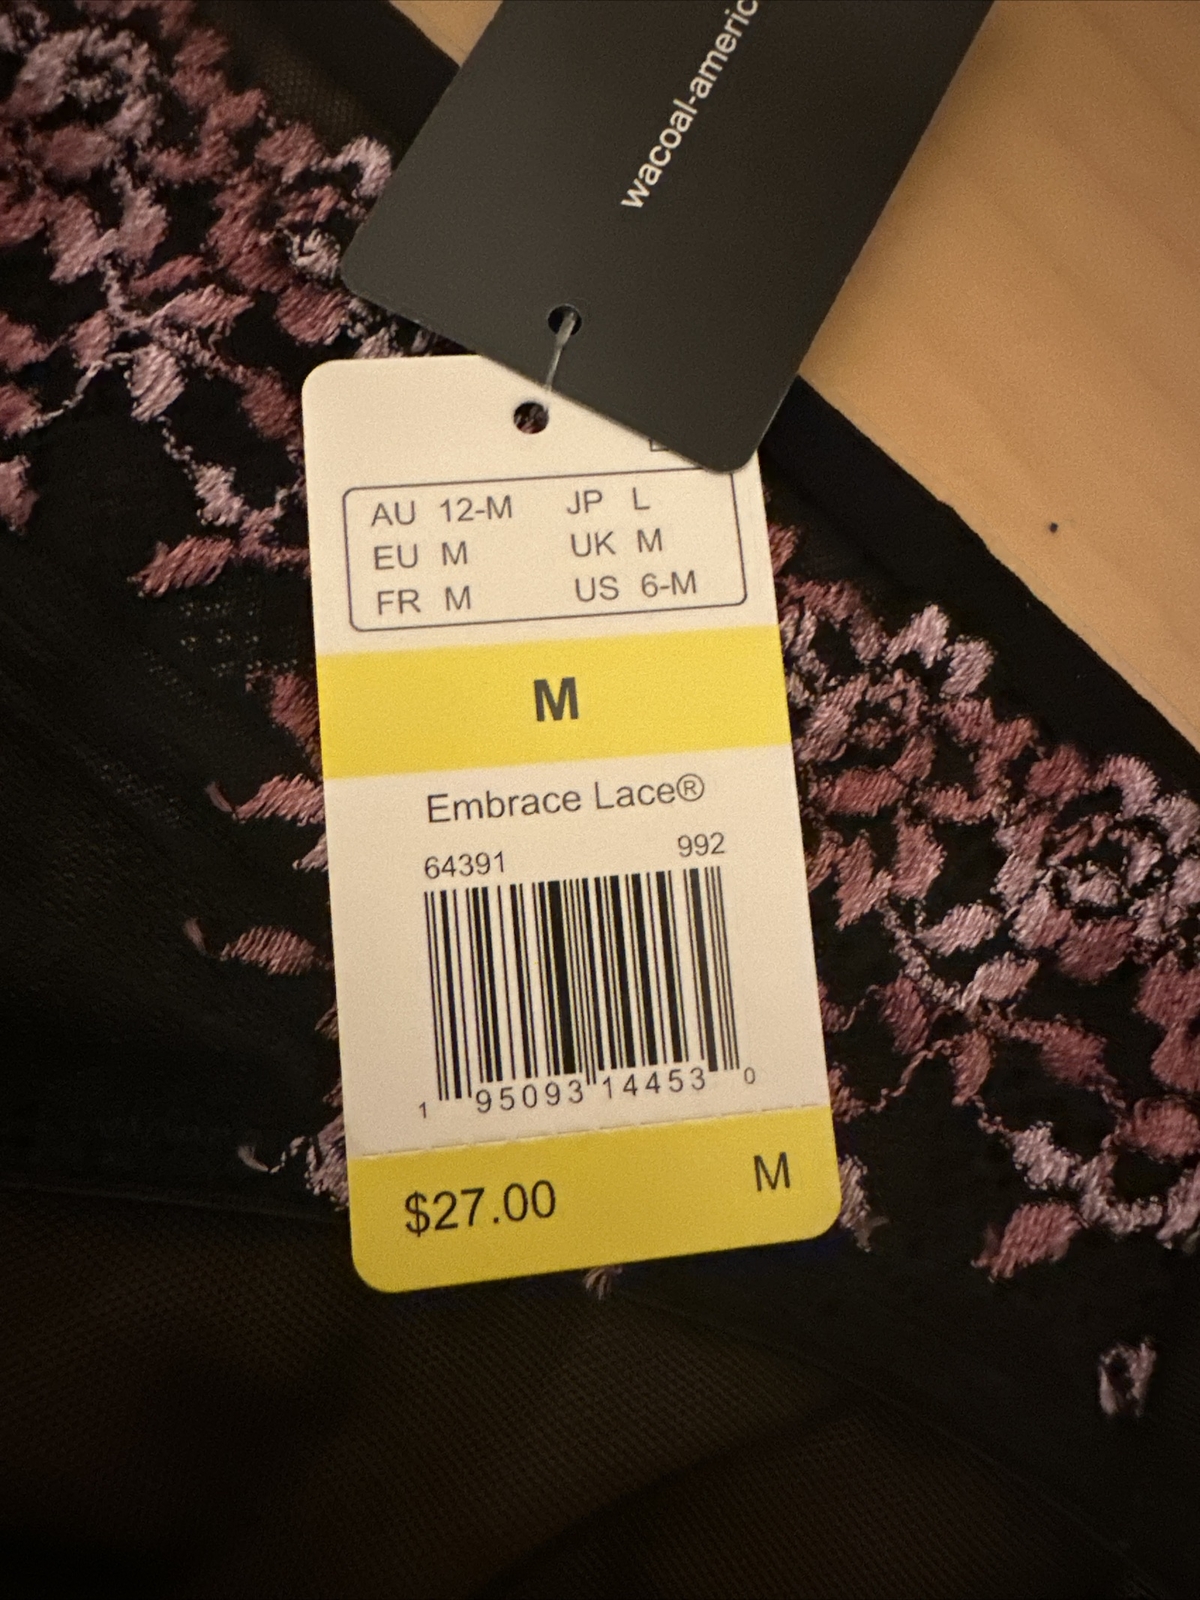 wacoal-americ
AU 12-M JP L
EU M UK M
FR M US 6-M
M
Embrace Lace®
64391 992
1 95093 14453 0
$27.00 M